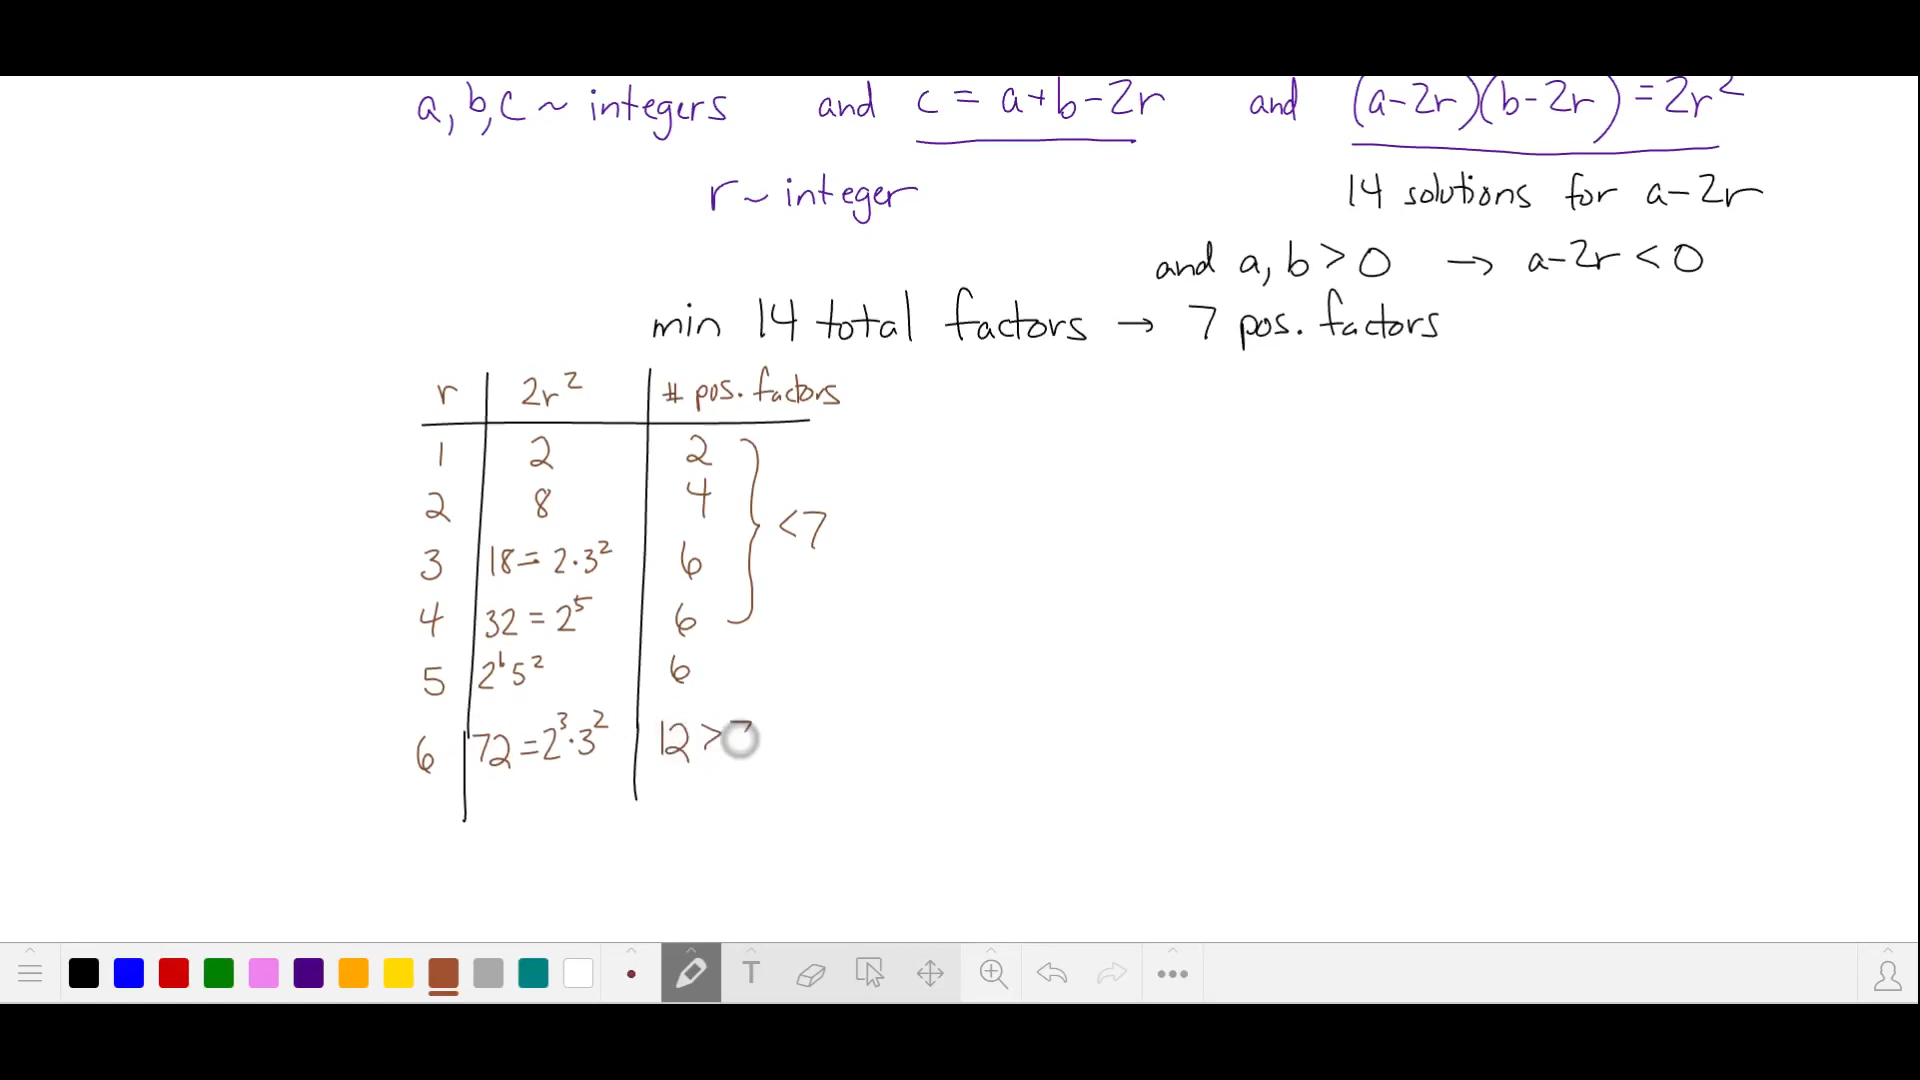 a, b, c ~ integers and c = a+b-2r and (a-2r)(b-2r) = 2r²
r ~ integer 14 solutions for a-2r
and a, b > 0 → a-2r < 0
min 14 total factors → 7 pos. factors
r 2r² # pos. factors
1 2 2
2 8 4
< 7
3 18 = 2·3² 6
4 32 = 2⁵ 6
5 2¹5² 6
6 72 = 2³·3² 12 > 7
T